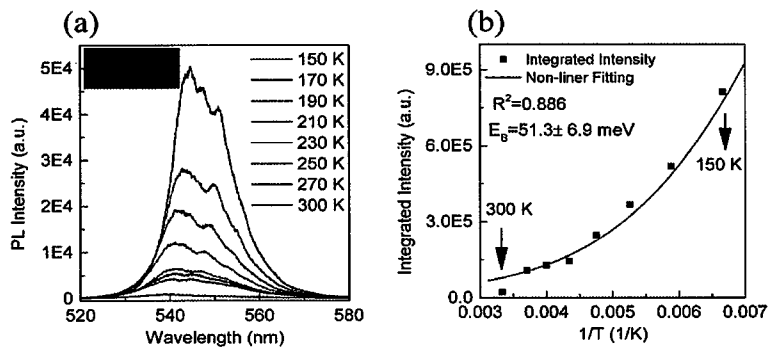 (a)
PL Intensity (a.u.)
5E4
4E4
3E4
2E4
1E4
0
150 K
170 K
190 K
210 K
230 K
250 K
270 K
300 K
520 540 560 580
Wavelength (nm)
(b)
Integrated Intensity (a.u.)
9.0E5
6.0E5
3.0E5
0.0
Integrated Intensity
Non-liner Fitting
R²=0.886
E_B=51.3± 6.9 meV
150 K
300 K
0.003 0.004 0.005 0.006 0.007
1/T (1/K)